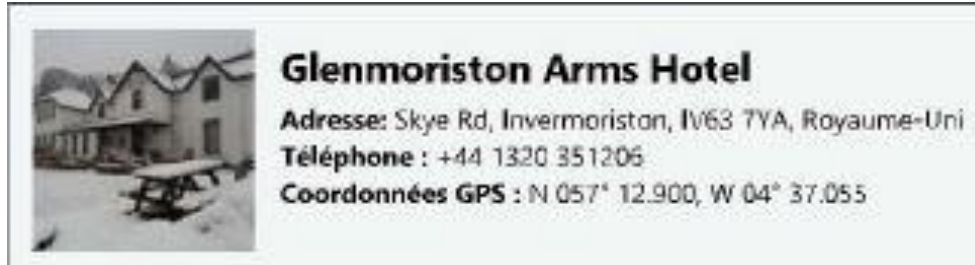 Glenmoriston Arms Hotel
Adresse: Skye Rd, Invermoriston, IV63 7YA, Royaume-Uni
Téléphone : +44 1320 351206
Coordonnées GPS : N 057° 12.900, W 04° 37.055